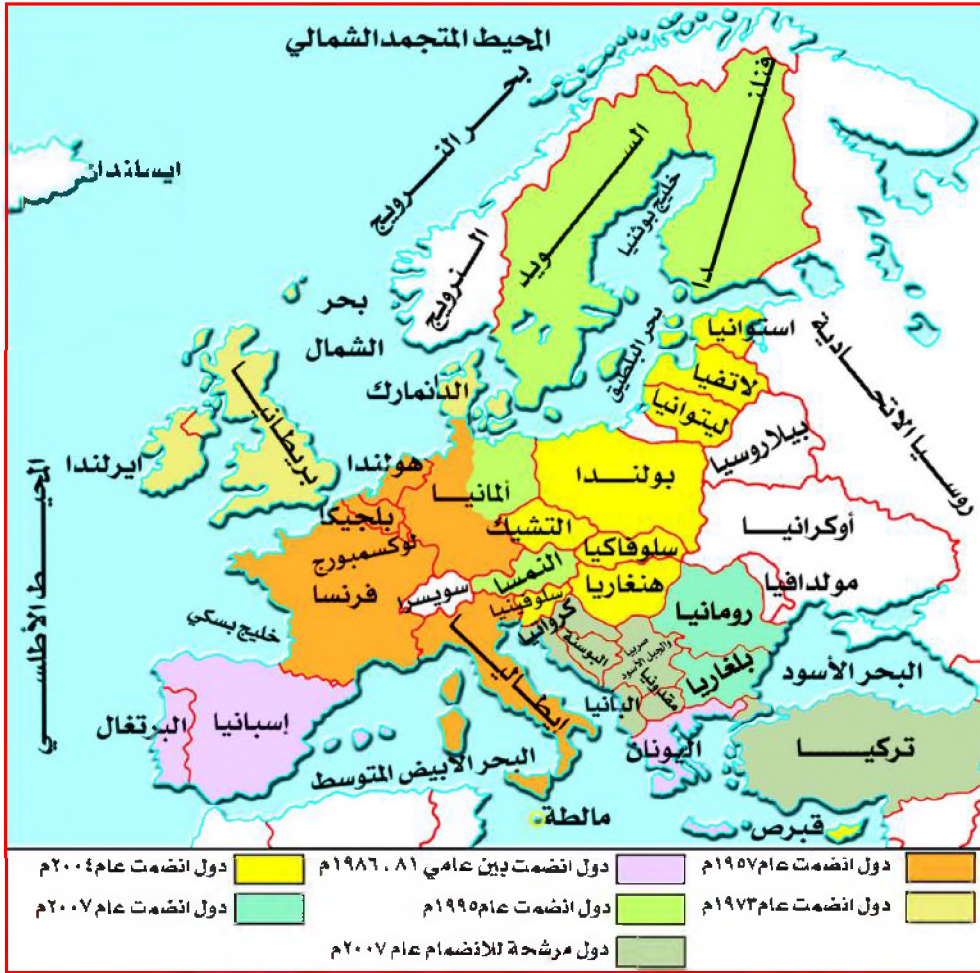 المحيط المتجمد الشمالي
بحر النرويج
ايسلندا
فنلندا
السويد
خليج بوثنيا
النرويج
بحر
الشمال
بحر البلطيق
استوانيا
لاتفيا
ليتوانيا
روسيا الاتحادية
الدنمارك
بريطانيا
ايرلندا
هولندا
بيلاروسيا
بولندا
ألمانيا
بلجيكا
لوكسمبورج
التشيك
سلوفاكيا
أوكرانيا
المحيط الأطلسي
فرنسا
سويسرا
النمسا
هنغاريا
مولدافيا
سلوفينيا
رومانيا
كرواتيا
البوسنة
صربيا
والجبل الأسود
خليج بسكي
إيطاليا
مقدونيا
بلغاريا
البحر الأسود
البانيا
البرتغال
إسبانيا
اليونان
تركيا
البحر الأبيض المتوسط
مالطة
قبرص
دول انضمت عام ١٩٥٧م
دول انضمت بين عامي ٨١ ، ١٩٨٦م
دول انضمت عام ٢٠٠٤م
دول انضمت عام ١٩٧٣م
دول انضمت عام ١٩٩٥م
دول انضمت عام ٢٠٠٧م
دول مرشحة للانضمام عام ٢٠٠٧م